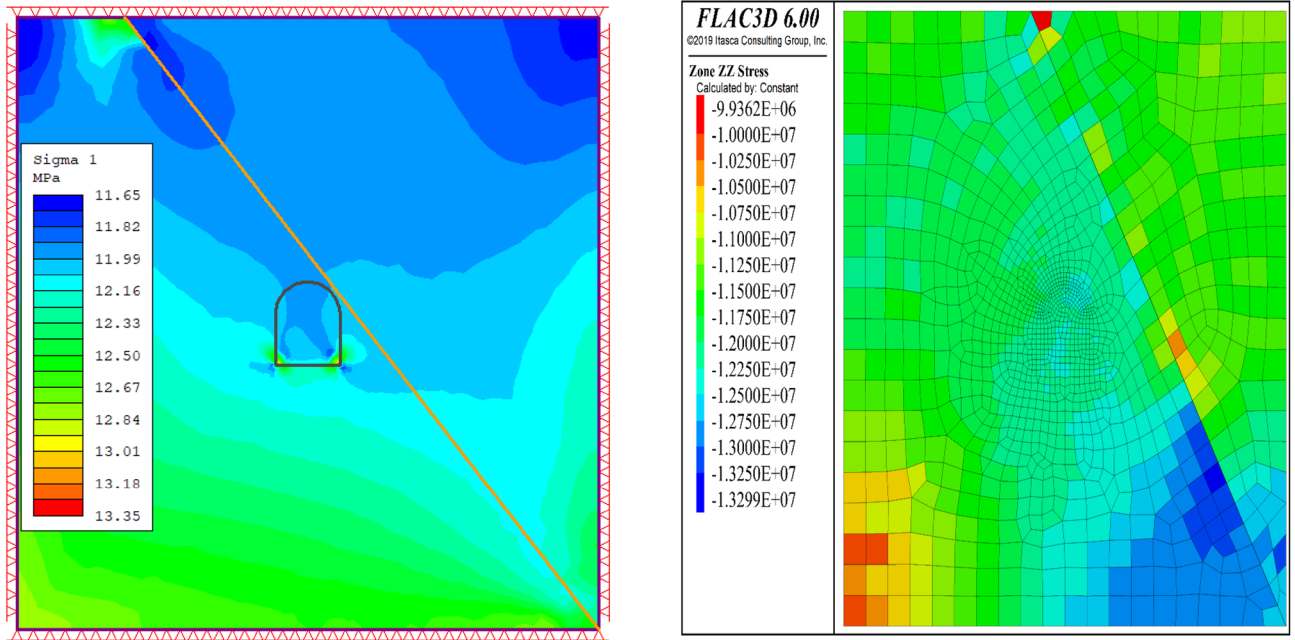 Sigma 1
MPa
11.65
11.82
11.99
12.16
12.33
12.50
12.67
12.84
13.01
13.18
13.35
FLAC3D 6.00
©2019 Itasca Consulting Group, Inc.
Zone ZZ Stress
Calculated by: Constant
-9.9362E+06
-1.0000E+07
-1.0250E+07
-1.0500E+07
-1.0750E+07
-1.1000E+07
-1.1250E+07
-1.1500E+07
-1.1750E+07
-1.2000E+07
-1.2250E+07
-1.2500E+07
-1.2750E+07
-1.3000E+07
-1.3250E+07
-1.3299E+07